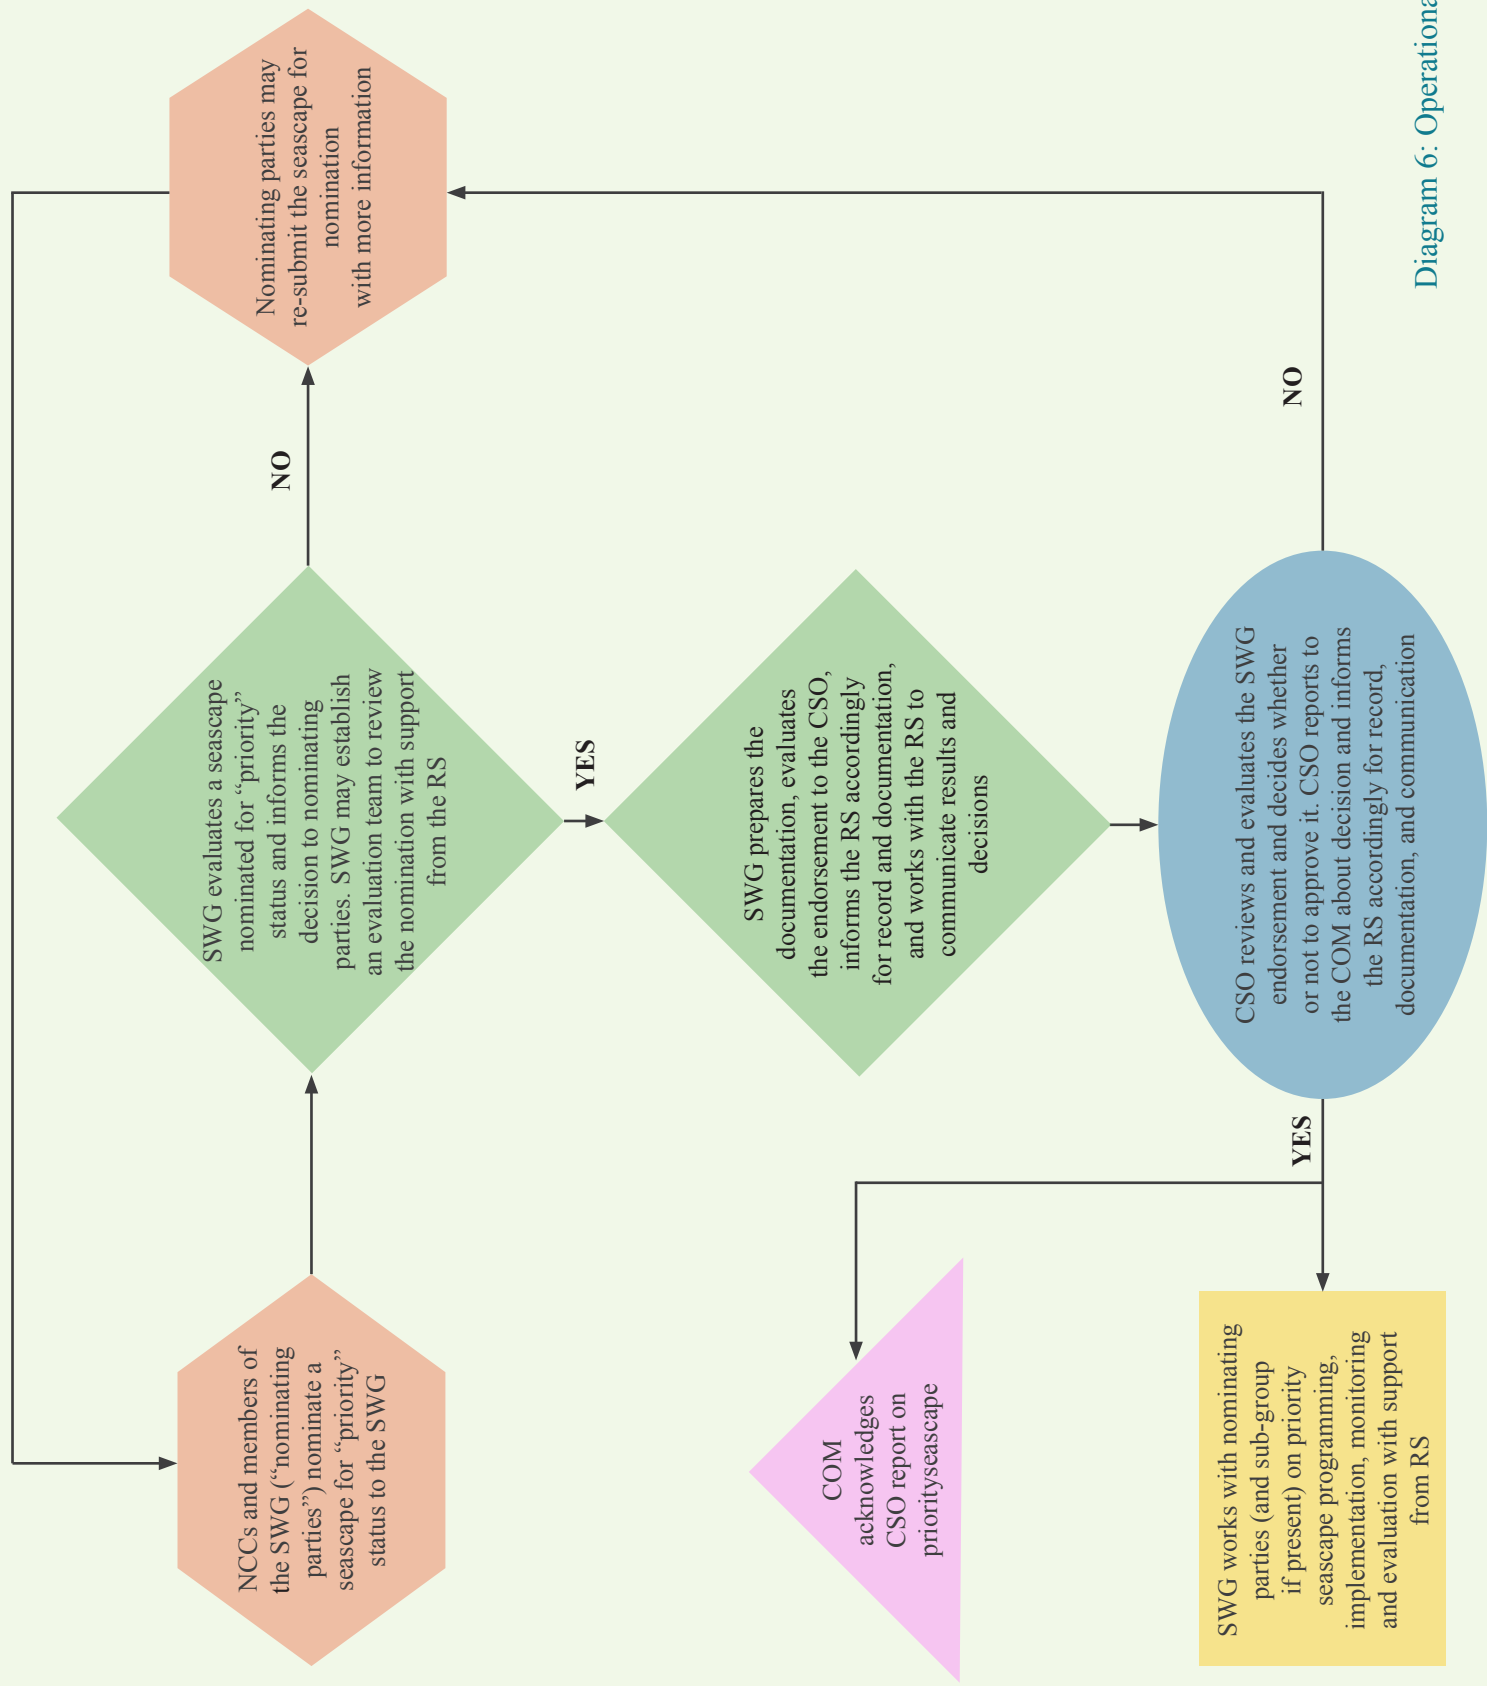 NCCs and members of
the SWG (“nominating
parties”) nominate a
seascape for “priority”
status to the SWG
SWG evaluates a seascape
nominated for “priority”
status and informs the
decision to nominating
parties. SWG may establish
an evaluation team to review
the nomination with support
from the RS
NO
Nominating parties may
re-submit the seascape for
nomination
with more information
YES
SWG prepares the
documentation, evaluates
the endorsement to the CSO,
informs the RS accordingly
for record and documentation,
and works with the RS to
communicate results and
decisions
COM
acknowledges
CSO report on
priorityseascape
YES
CSO reviews and evaluates the SWG
endorsement and decides whether
or not to approve it. CSO reports to
the COM about decision and informs
the RS accordingly for record,
documentation, and communication
NO
SWG works with nominating
parties (and sub-group
if present) on priority
seascape programming,
implementation, monitoring
and evaluation with support
from RS
Diagram 6: Operationa